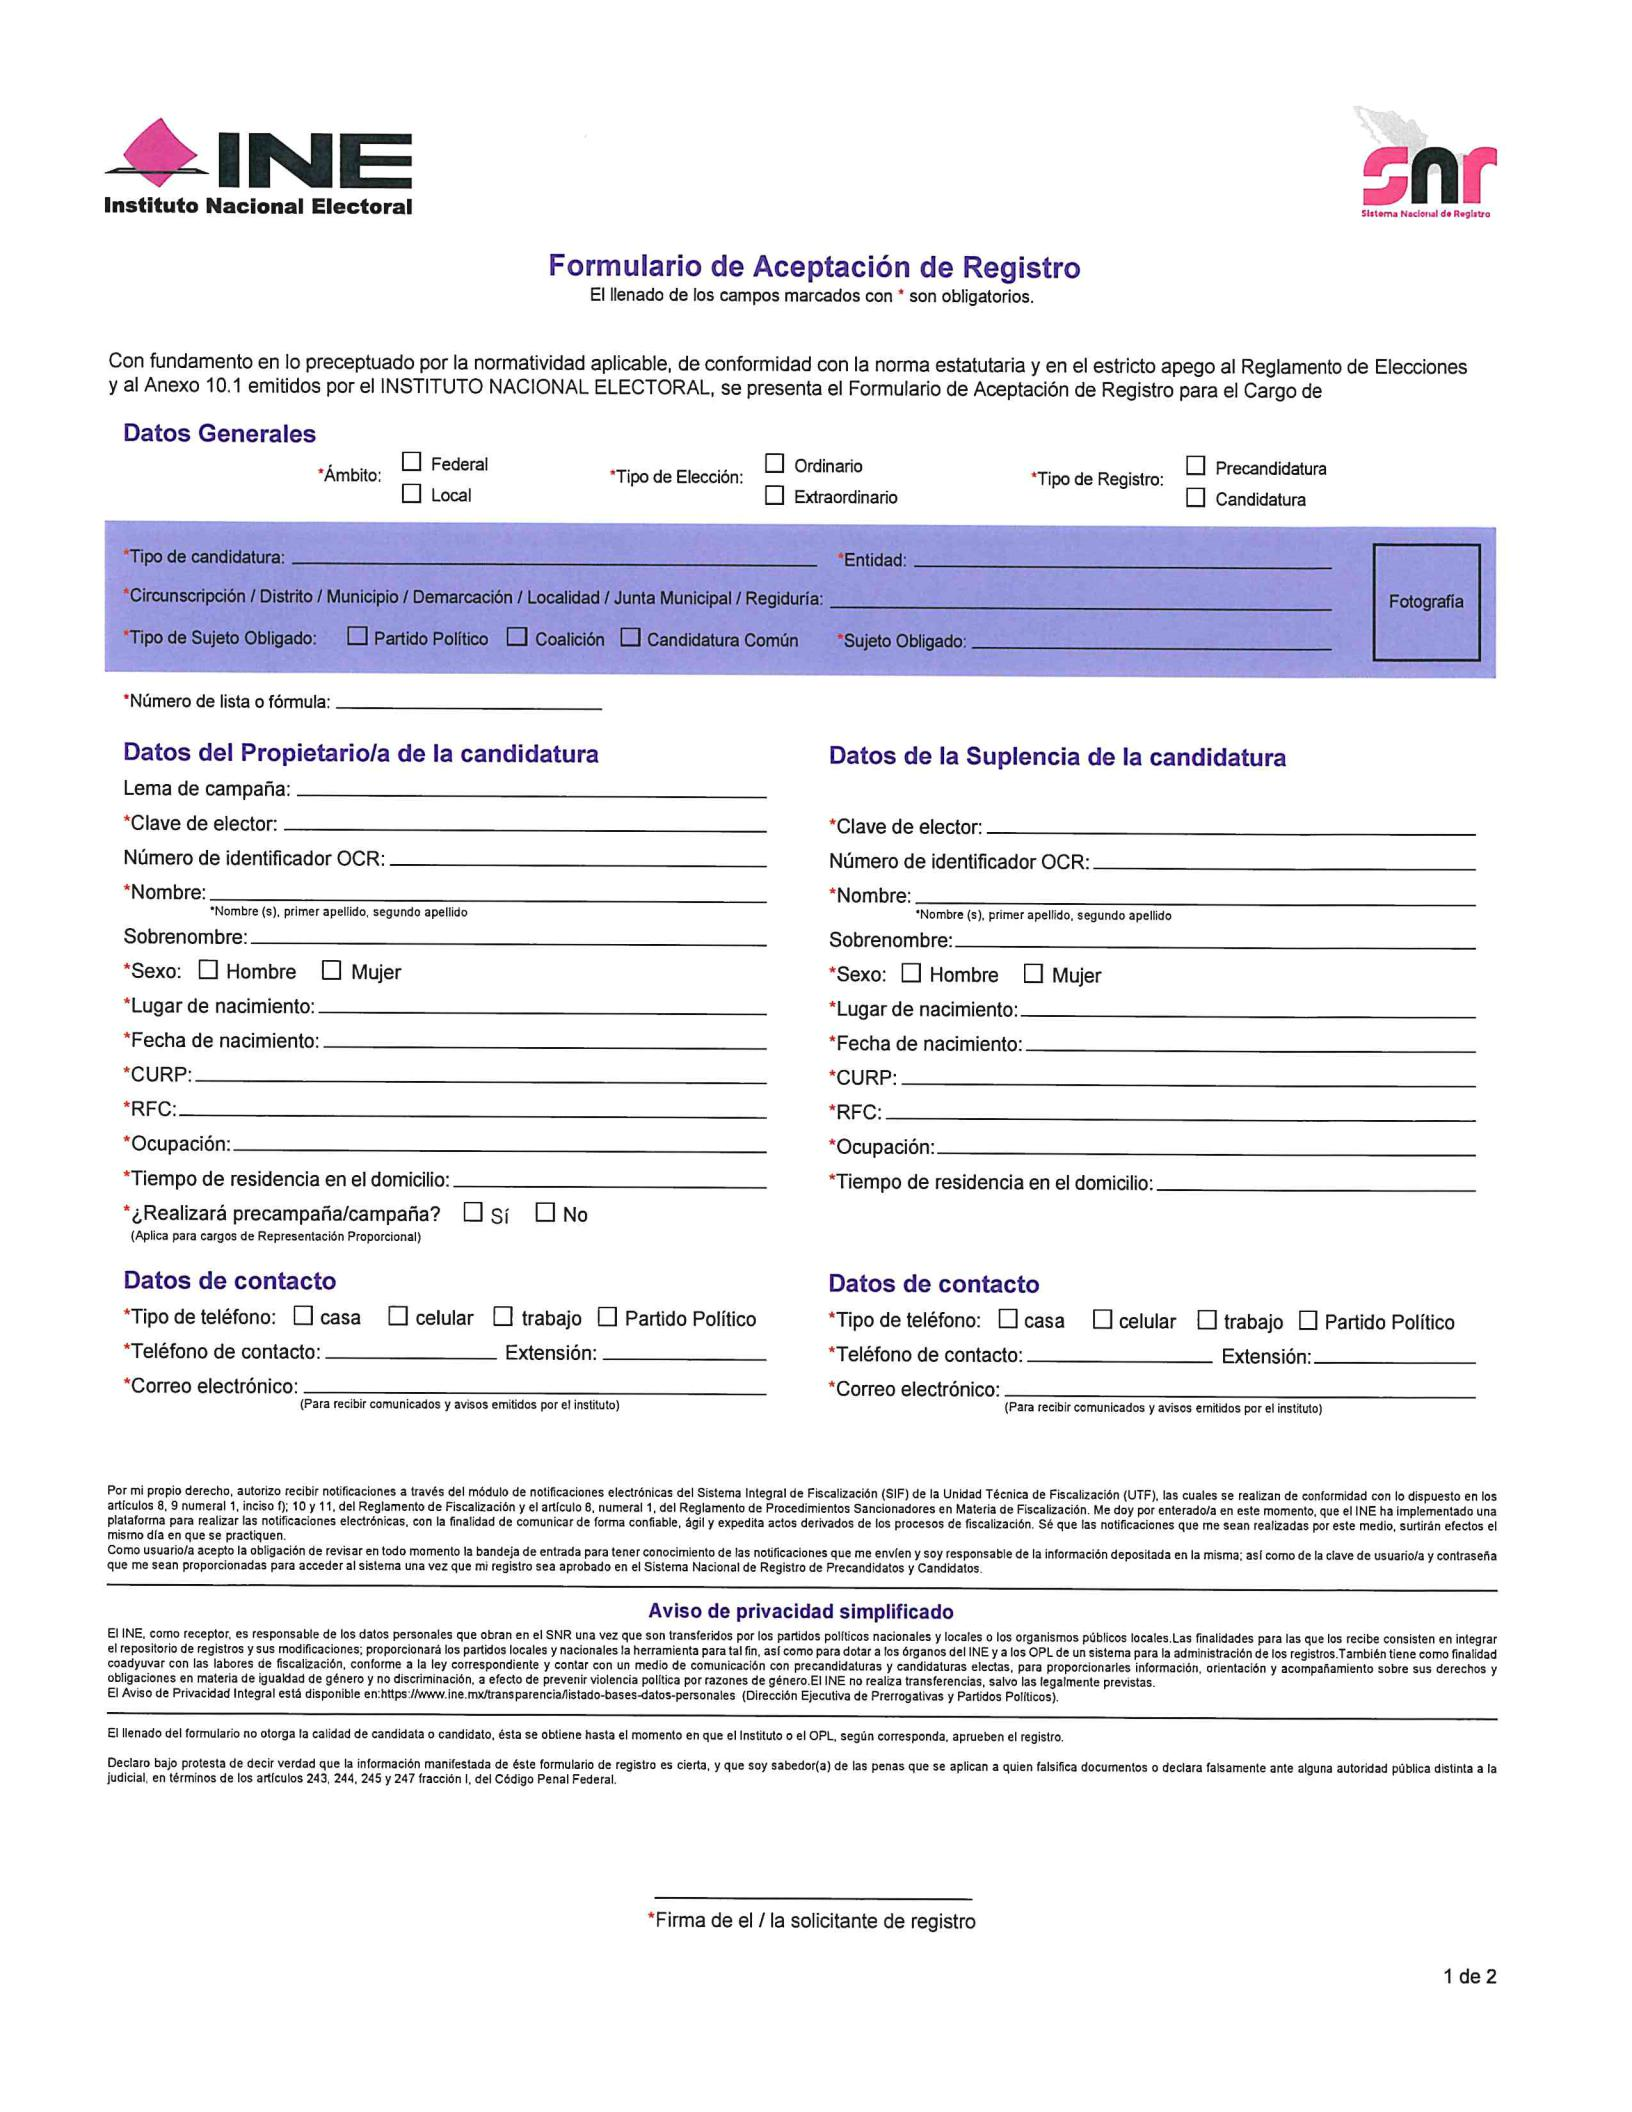 INE
Instituto Nacional Electoral
snr
Sistema Nacional de Registro
Formulario de Aceptación de Registro
El llenado de los campos marcados con * son obligatorios.
Con fundamento en lo preceptuado por la normatividad aplicable, de conformidad con la norma estatutaria y en el estricto apego al Reglamento de Elecciones
y al Anexo 10.1 emitidos por el INSTITUTO NACIONAL ELECTORAL, se presenta el Formulario de Aceptación de Registro para el Cargo de
Datos Generales
*Ámbito: Federal Local
*Tipo de Elección: Ordinario Extraordinario
*Tipo de Registro: Precandidatura Candidatura
*Tipo de candidatura: *Entidad:
*Circunscripción / Distrito / Municipio / Demarcación / Localidad / Junta Municipal / Regiduría:
Fotografía
*Tipo de Sujeto Obligado: Partido Político Coalición Candidatura Común *Sujeto Obligado:
*Número de lista o fórmula:
Datos del Propietario/a de la candidatura
Lema de campaña:
*Clave de elector:
Número de identificador OCR:
*Nombre:
*Nombre (s), primer apellido, segundo apellido
Sobrenombre:
*Sexo: Hombre Mujer
*Lugar de nacimiento:
*Fecha de nacimiento:
*CURP:
*RFC:
*Ocupación:
*Tiempo de residencia en el domicilio:
*¿Realizará precampaña/campaña? Sí No
(Aplica para cargos de Representación Proporcional)
Datos de contacto
*Tipo de teléfono: casa celular trabajo Partido Político
*Teléfono de contacto: Extensión:
*Correo electrónico:
(Para recibir comunicados y avisos emitidos por el instituto)
Datos de la Suplencia de la candidatura
*Clave de elector:
Número de identificador OCR:
*Nombre:
*Nombre (s), primer apellido, segundo apellido
Sobrenombre:
*Sexo: Hombre Mujer
*Lugar de nacimiento:
*Fecha de nacimiento:
*CURP:
*RFC:
*Ocupación:
*Tiempo de residencia en el domicilio:
Datos de contacto
*Tipo de teléfono: casa celular trabajo Partido Político
*Teléfono de contacto: Extensión:
*Correo electrónico:
(Para recibir comunicados y avisos emitidos por el instituto)
Por mi propio derecho, autorizo recibir notificaciones a través del módulo de notificaciones electrónicas del Sistema Integral de Fiscalización (SIF) de la Unidad Técnica de Fiscalización (UTF), las cuales se realizan de conformidad con lo dispuesto en los
artículos 8, 9 numeral 1, inciso f); 10 y 11, del Reglamento de Fiscalización y el artículo 8, numeral 1, del Reglamento de Procedimientos Sancionadores en Materia de Fiscalización. Me doy por enterado/a en este momento, que el INE ha implementado una
plataforma para realizar las notificaciones electrónicas, con la finalidad de comunicar de forma confiable, ágil y expedita actos derivados de los procesos de fiscalización. Sé que las notificaciones que me sean realizadas por este medio, surtirán efectos el
mismo día en que se practiquen.
Como usuario/a acepto la obligación de revisar en todo momento la bandeja de entrada para tener conocimiento de las notificaciones que me envíen y soy responsable de la información depositada en la misma; así como de la clave de usuario/a y contraseña
que me sean proporcionadas para acceder al sistema una vez que mi registro sea aprobado en el Sistema Nacional de Registro de Precandidatos y Candidatos.
Aviso de privacidad simplificado
El INE, como receptor, es responsable de los datos personales que obran en el SNR una vez que son transferidos por los partidos políticos nacionales y locales o los organismos públicos locales.Las finalidades para las que los recibe consisten en integrar
el repositorio de registros y sus modificaciones; proporcionará los partidos locales y nacionales la herramienta para tal fin, así como para dotar a los órganos del INE y a los OPL de un sistema para la administración de los registros.También tiene como finalidad
coadyuvar con las labores de fiscalización, conforme a la ley correspondiente y contar con un medio de comunicación con precandidaturas y candidaturas electas, para proporcionarles información, orientación y acompañamiento sobre sus derechos y
obligaciones en materia de igualdad de género y no discriminación, a efecto de prevenir violencia política por razones de género.El INE no realiza transferencias, salvo las legalmente previstas.
El Aviso de Privacidad Integral está disponible en:https://www.ine.mx/transparencia/listado-bases-datos-personales (Dirección Ejecutiva de Prerrogativas y Partidos Políticos).
El llenado del formulario no otorga la calidad de candidata o candidato, ésta se obtiene hasta el momento en que el Instituto o el OPL, según corresponda, aprueben el registro.
Declaro bajo protesta de decir verdad que la información manifestada de éste formulario de registro es cierta, y que soy sabedor(a) de las penas que se aplican a quien falsifica documentos o declara falsamente ante alguna autoridad pública distinta a la
judicial, en términos de los artículos 243, 244, 245 y 247 fracción I, del Código Penal Federal.
*Firma de el / la solicitante de registro
1 de 2